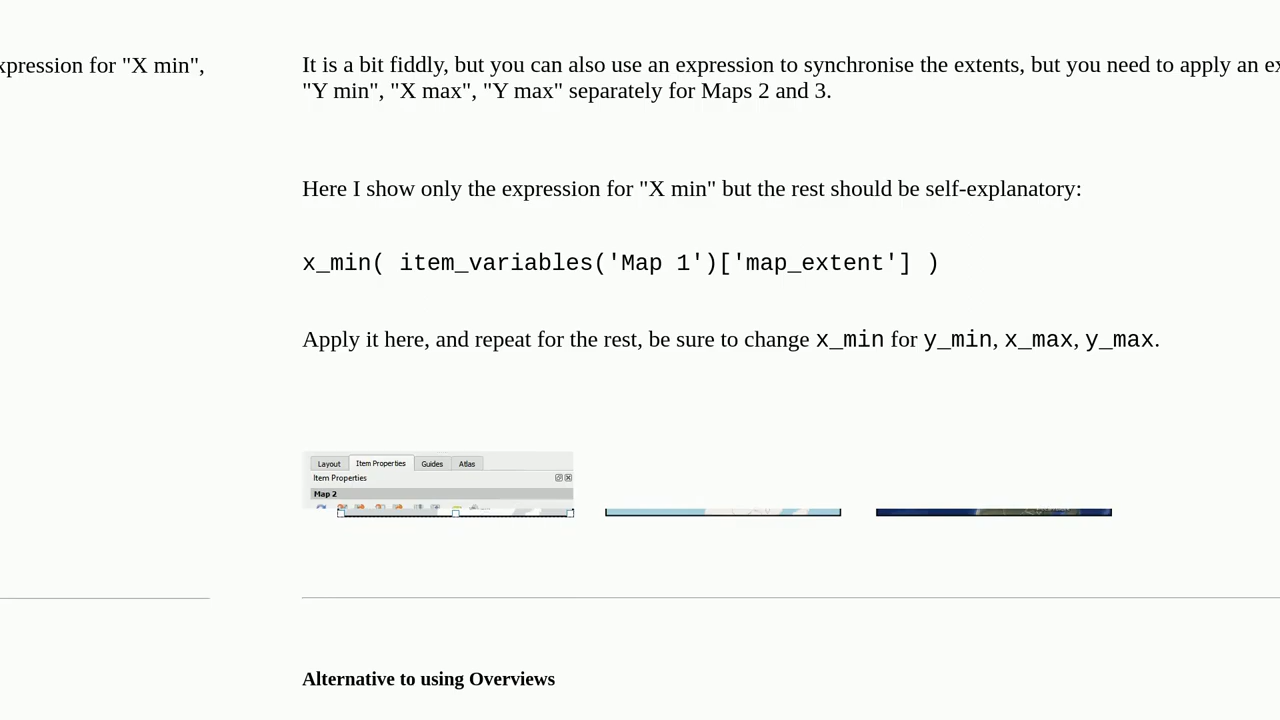 xpression for "X min",
It is a bit fiddly, but you can also use an expression to synchronise the extents, but you need to apply an ex
"Y min", "X max", "Y max" separately for Maps 2 and 3.
Here I show only the expression for "X min" but the rest should be self-explanatory:
x_min( item_variables('Map 1')['map_extent'] )
Apply it here, and repeat for the rest, be sure to change x_min for y_min, x_max, y_max.
Layout Item Properties Guides Atlas
Item Properties
Map 2
Alternative to using Overviews